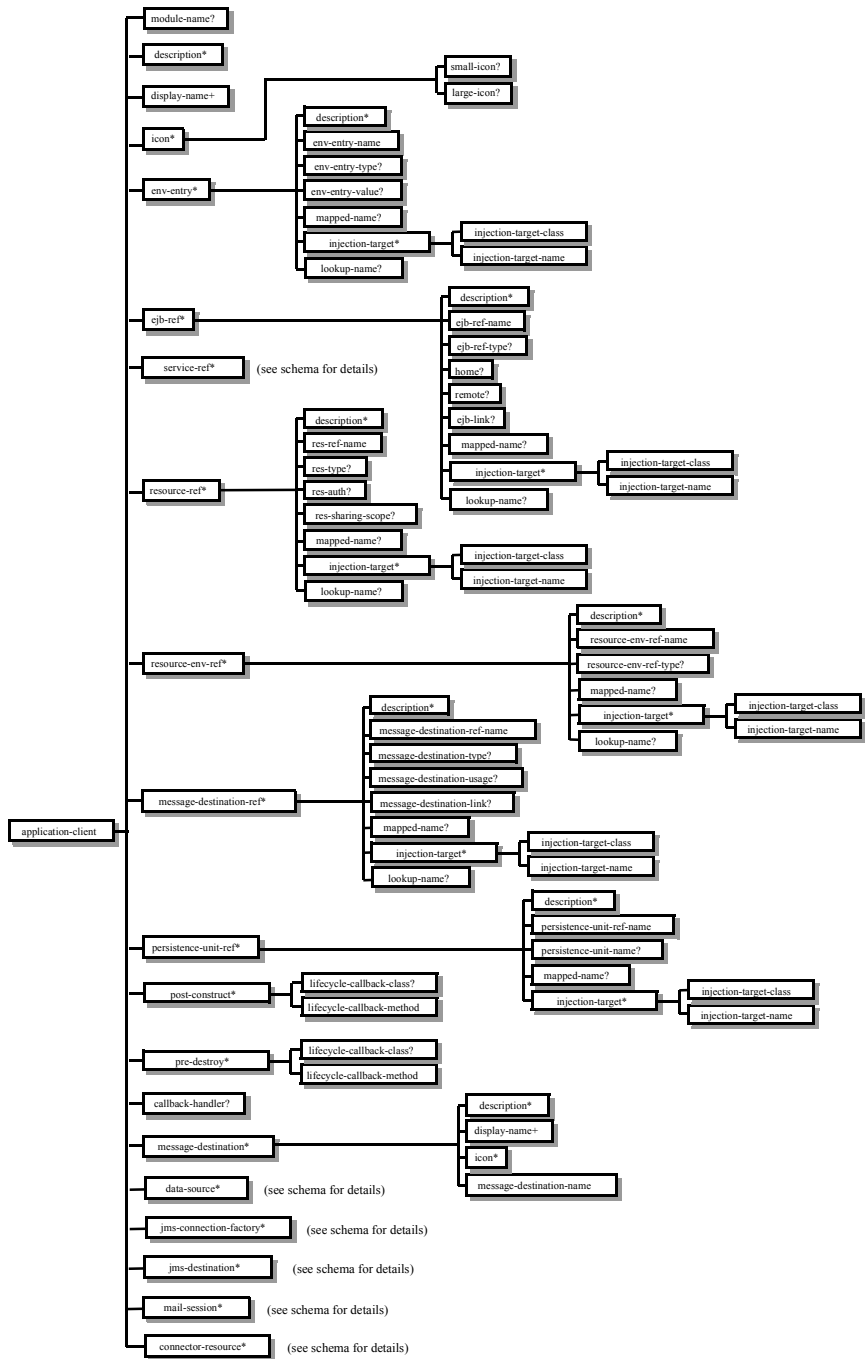 module-name?
description*
display-name+
icon*
small-icon?
large-icon?
env-entry*
description*
env-entry-name
env-entry-type?
env-entry-value?
mapped-name?
injection-target*
injection-target-class
injection-target-name
lookup-name?
ejb-ref*
description*
ejb-ref-name
ejb-ref-type?
home?
remote?
ejb-link?
mapped-name?
injection-target*
injection-target-class
injection-target-name
lookup-name?
service-ref* (see schema for details)
resource-ref*
description*
res-ref-name
res-type?
res-auth?
res-sharing-scope?
mapped-name?
injection-target*
injection-target-class
injection-target-name
lookup-name?
resource-env-ref*
description*
resource-env-ref-name
resource-env-ref-type?
mapped-name?
injection-target*
injection-target-class
injection-target-name
lookup-name?
message-destination-ref*
description*
message-destination-ref-name
message-destination-type?
message-destination-usage?
message-destination-link?
mapped-name?
injection-target*
injection-target-class
injection-target-name
lookup-name?
application-client
persistence-unit-ref*
description*
persistence-unit-ref-name
persistence-unit-name?
mapped-name?
injection-target*
injection-target-class
injection-target-name
post-construct*
lifecycle-callback-class?
lifecycle-callback-method
pre-destroy*
lifecycle-callback-class?
lifecycle-callback-method
callback-handler?
message-destination*
description*
display-name+
icon*
message-destination-name
data-source* (see schema for details)
jms-connection-factory* (see schema for details)
jms-destination* (see schema for details)
mail-session* (see schema for details)
connector-resource* (see schema for details)